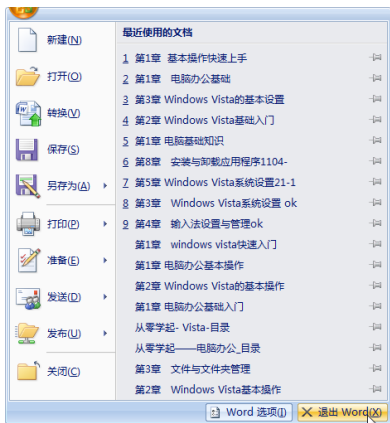 新建(N)
打开(O)
转换(V)
保存(S)
另存为(A)
打印(P)
准备(E)
发送(D)
发布(U)
关闭(C)
最近使用的文档
1 第1章 基本操作快速上手
2 第1章 电脑办公基础
3 第3章 Windows Vista的基本设置
4 第2章 Windows Vista基础入门
5 第1章 电脑基础知识
6 第8章 安装与卸载应用程序1104-
7 第5章 Windows Vista系统设置21-1
8 第3章 Windows Vista系统设置 ok
9 第4章 输入法设置与管理ok
第1章 windows vista快速入门
第1章 电脑办公基本操作
第2章 Windows Vista的基本操作
第1章 电脑办公基础入门
从零学起- Vista-目录
从零学起——电脑办公_目录
第3章 文件与文件夹管理
第2章 Windows Vista基本操作
Word 选项(I)
退出 Word(X)